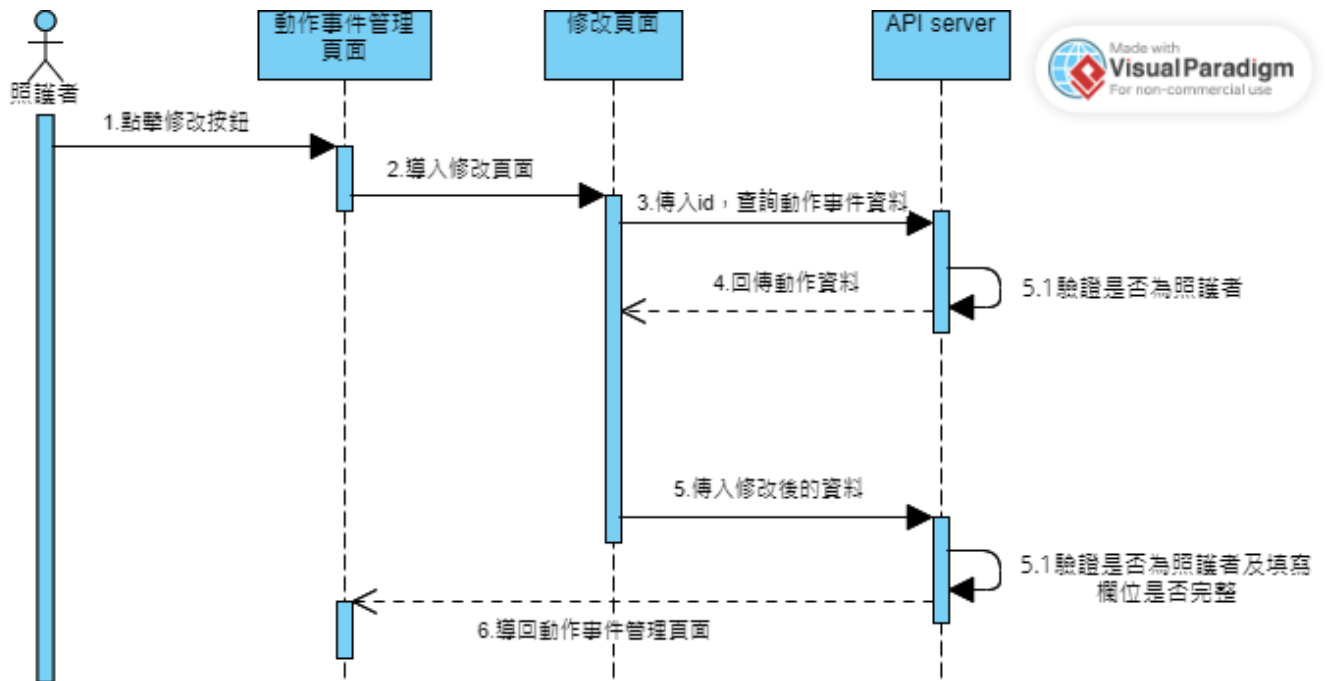 動作事件管理
頁面
修改頁面
API server
Made with
Visual Paradigm
For non-commercial use
照護者
1.點擊修改按鈕
2.導入修改頁面
3.傳入id，查詢動作事件資料
4.回傳動作資料
5.1驗證是否為照護者
5.傳入修改後的資料
5.1驗證是否為照護者及填寫
欄位是否完整
6.導回動作事件管理頁面